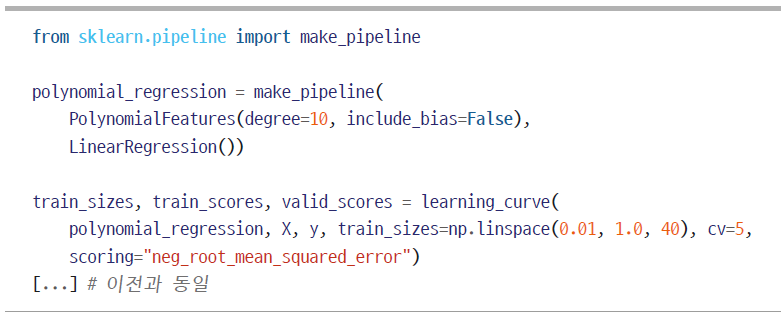 from sklearn.pipeline import make_pipeline
polynomial_regression = make_pipeline(
PolynomialFeatures(degree=10, include_bias=False),
LinearRegression())
train_sizes, train_scores, valid_scores = learning_curve(
polynomial_regression, X, y, train_sizes=np.linspace(0.01, 1.0, 40), cv=5,
scoring="neg_root_mean_squared_error")
[...] # 이전과 동일